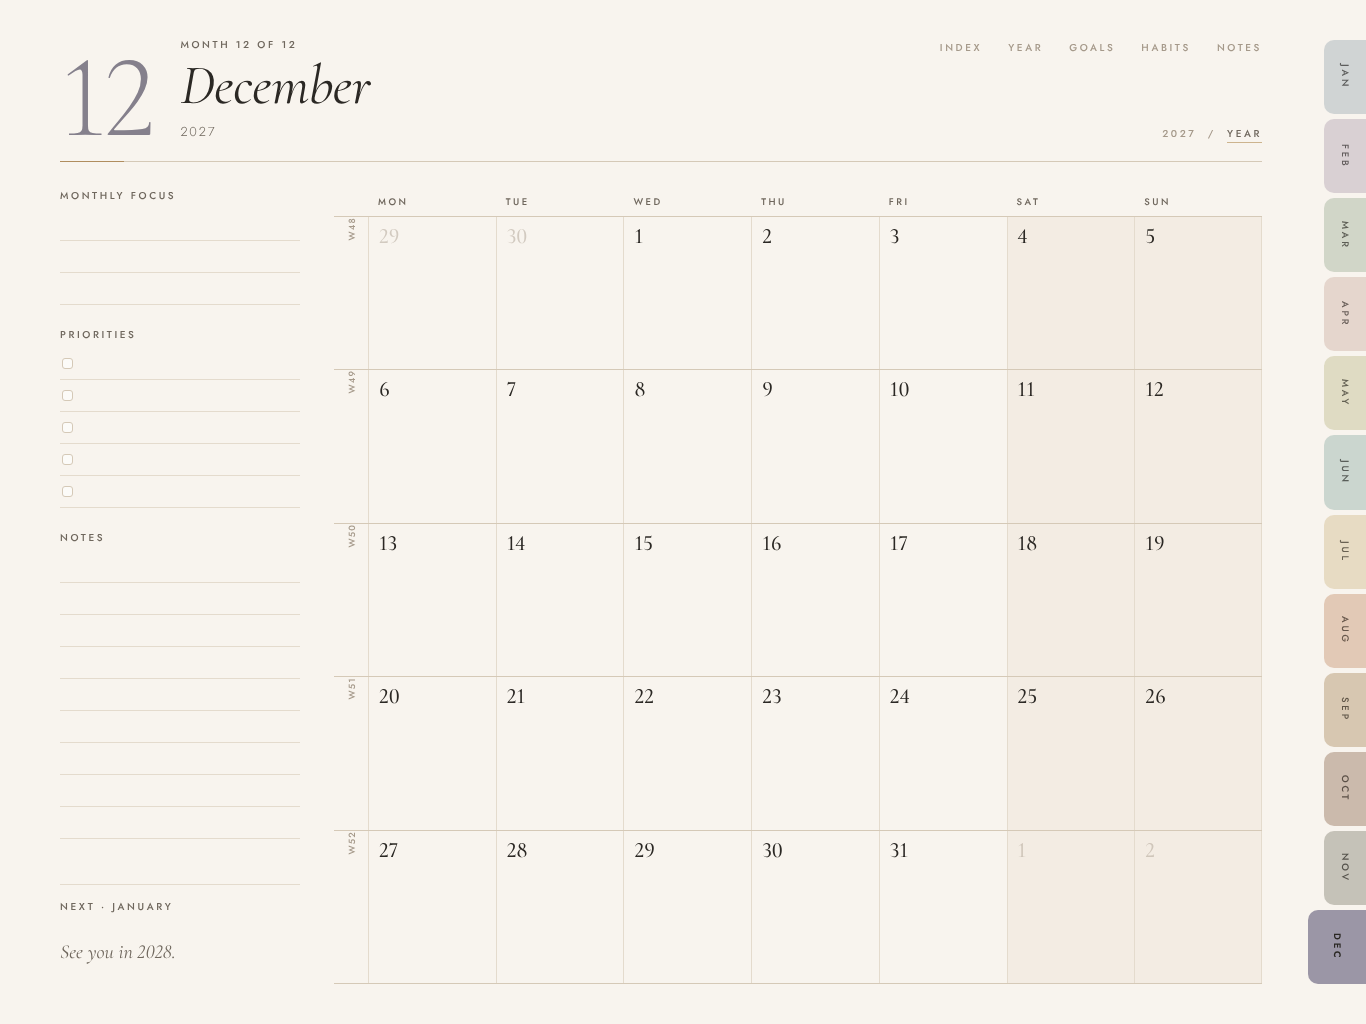 MONTH 12 OF 12
12
December
2027
INDEX YEAR GOALS HABITS NOTES
2027 / YEAR
MONTHLY FOCUS
PRIORITIES
NOTES
NEXT · JANUARY
See you in 2028.
MON TUE WED THU FRI SAT SUN
W48 29 30 1 2 3 4 5
W49 6 7 8 9 10 11 12
W50 13 14 15 16 17 18 19
W51 20 21 22 23 24 25 26
W52 27 28 29 30 31 1 2
JAN
FEB
MAR
APR
MAY
JUN
JUL
AUG
SEP
OCT
NOV
DEC